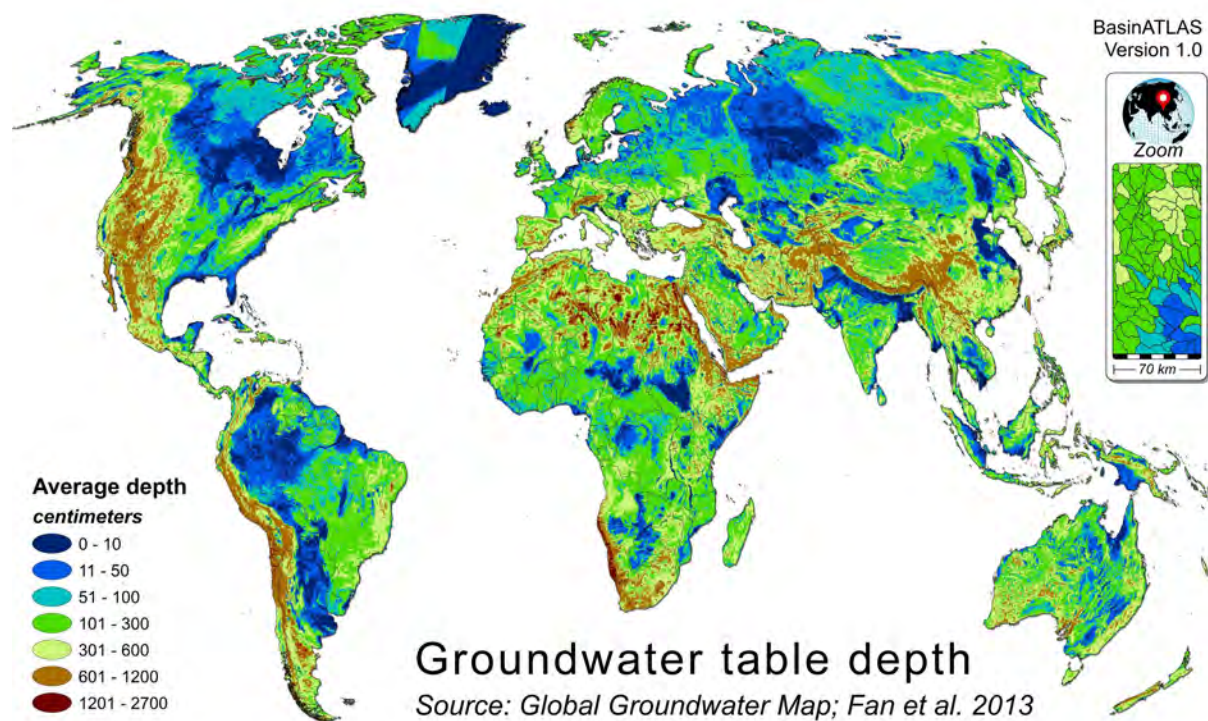 BasinATLAS
Version 1.0
Zoom
70 km
Average depth
centimeters
0 - 10
11 - 50
51 - 100
101 - 300
301 - 600
601 - 1200
1201 - 2700
Groundwater table depth
Source: Global Groundwater Map; Fan et al. 2013